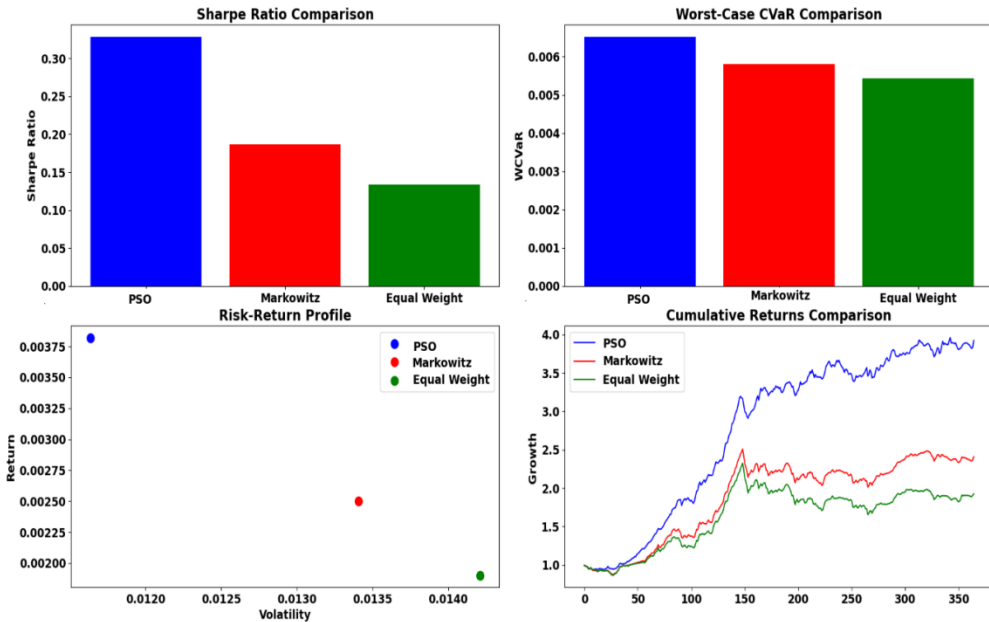 Sharpe Ratio Comparison
Sharpe Ratio
0.30
0.25
0.20
0.15
0.10
0.05
0.00
PSO
Markowitz
Equal Weight
Worst-Case CVaR Comparison
WCVaR
0.006
0.005
0.004
0.003
0.002
0.001
0.000
PSO
Markowitz
Equal Weight
Risk-Return Profile
Return
0.00375
0.00350
0.00325
0.00300
0.00275
0.00250
0.00225
0.00200
PSO
Markowitz
Equal Weight
0.0120 0.0125 0.0130 0.0135 0.0140
Volatility
Cumulative Returns Comparison
Growth
4.0
3.5
3.0
2.5
2.0
1.5
1.0
PSO
Markowitz
Equal Weight
0 50 100 150 200 250 300 350